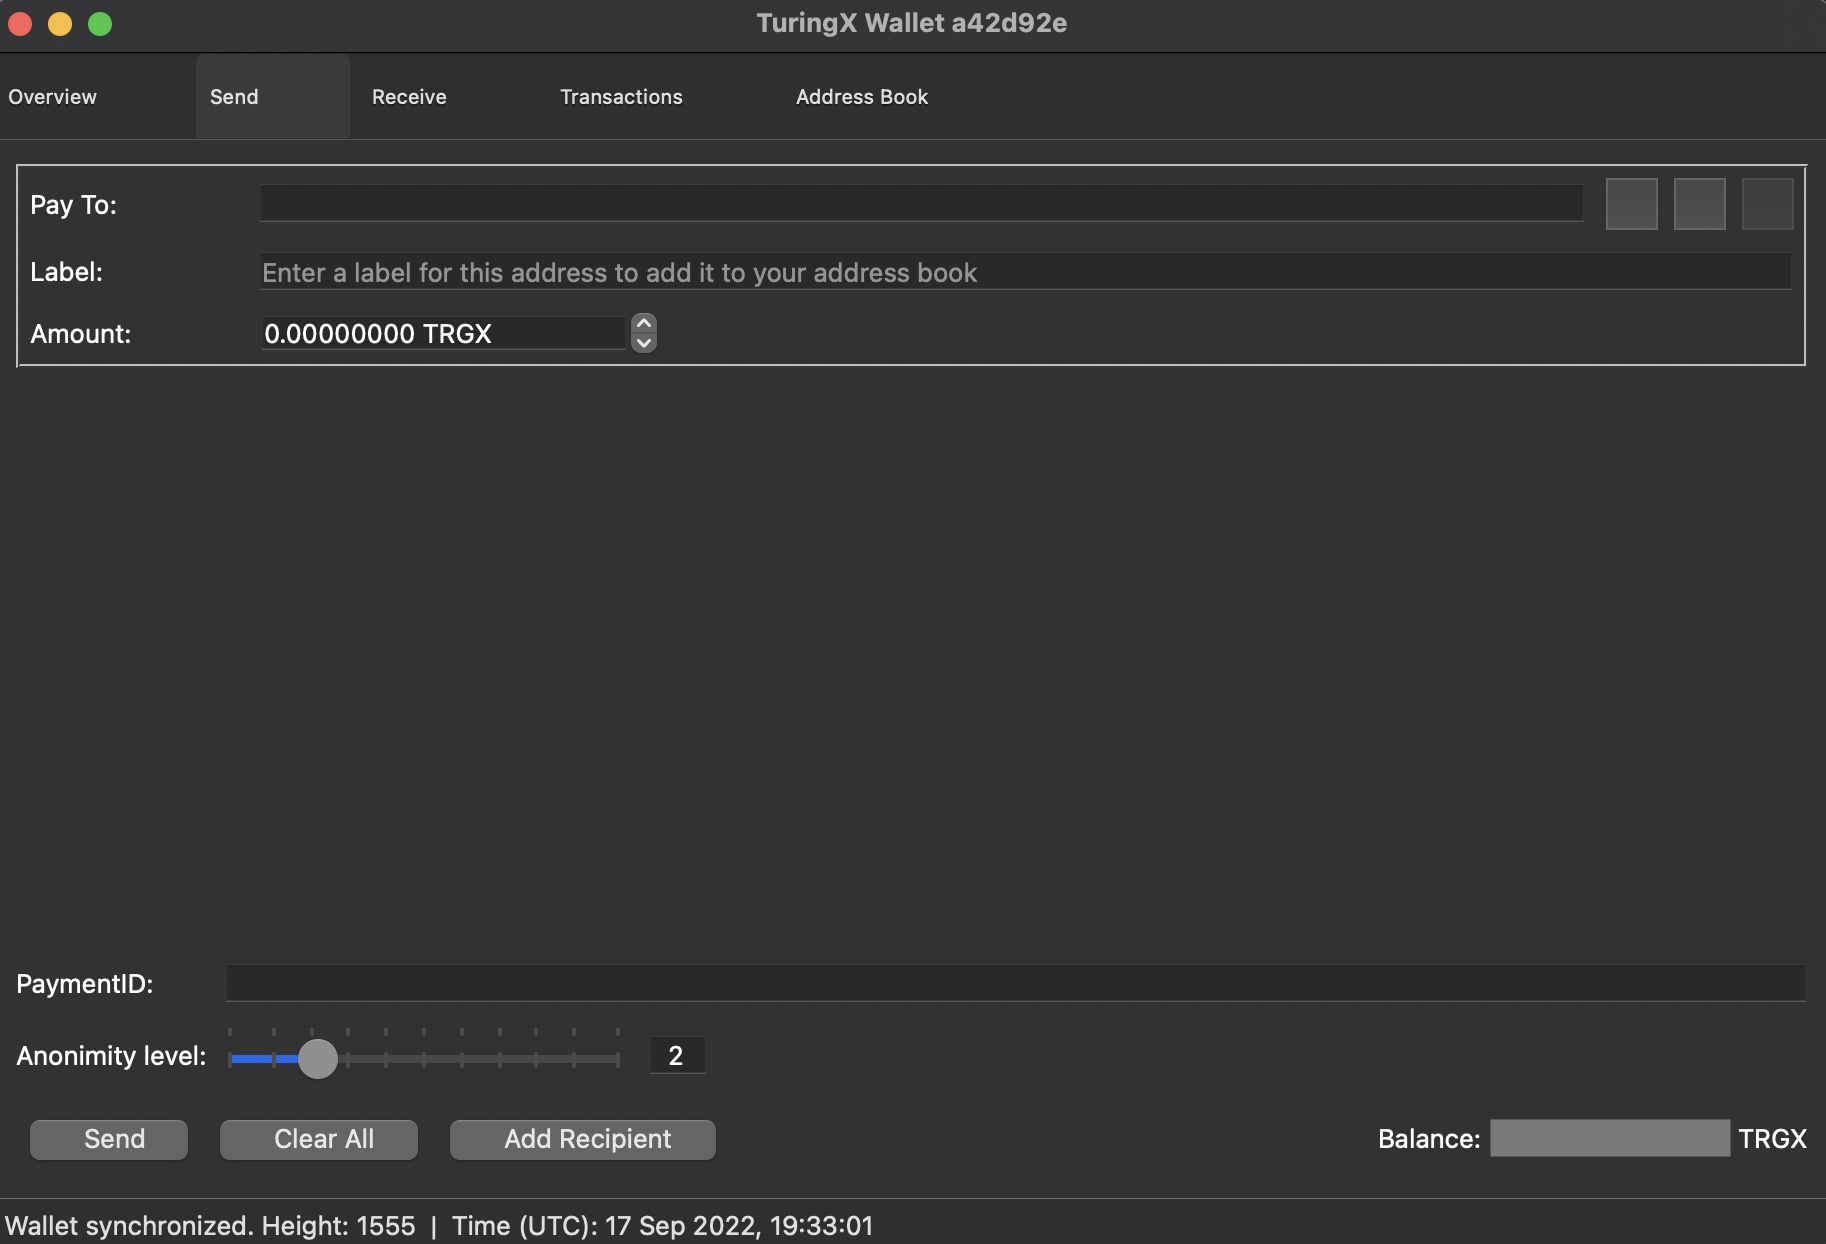 TuringX Wallet a42d92e
Overview Send Receive Transactions Address Book
Pay To:
Label: Enter a label for this address to add it to your address book
Amount: 0.00000000 TRGX
PaymentID:
Anonimity level: 2
Send Clear All Add Recipient Balance: TRGX
Wallet synchronized. Height: 1555 | Time (UTC): 17 Sep 2022, 19:33:01